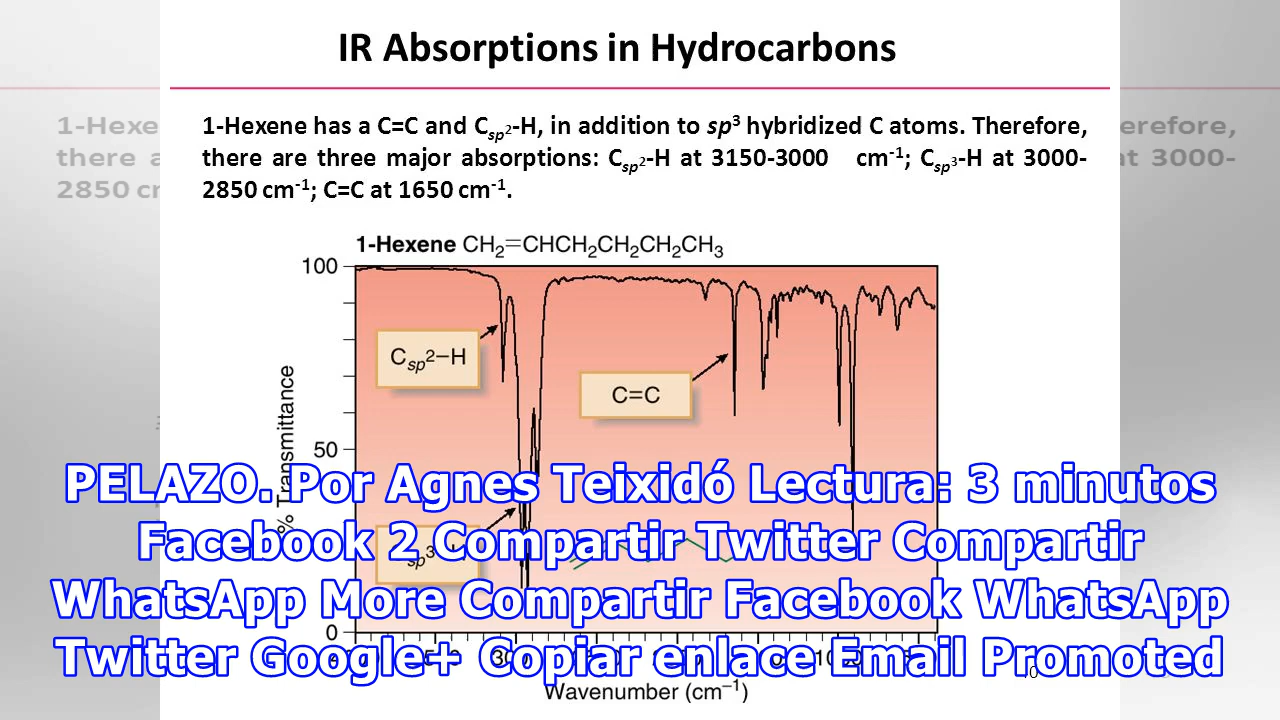 IR Absorptions in Hydrocarbons
1-Hexene has a C=C and Csp2-H, in addition to sp3 hybridized C atoms. Therefore,
there are three major absorptions: Csp2-H at 3150-3000 cm-1; Csp3-H at 3000-
2850 cm-1; C=C at 1650 cm-1.
1-Hexene CH2=CHCH2CH2CH2CH3
100
Csp2–H
C=C
% Transmittance
50
PELAZO. Por Agnes Teixidó Lectura: 3 minutos
Facebook 2 Compartir Twitter Compartir
WhatsApp More Compartir Facebook WhatsApp
Twitter Google+ Copiar enlace Email Promoted
0
Wavenumber (cm–1)